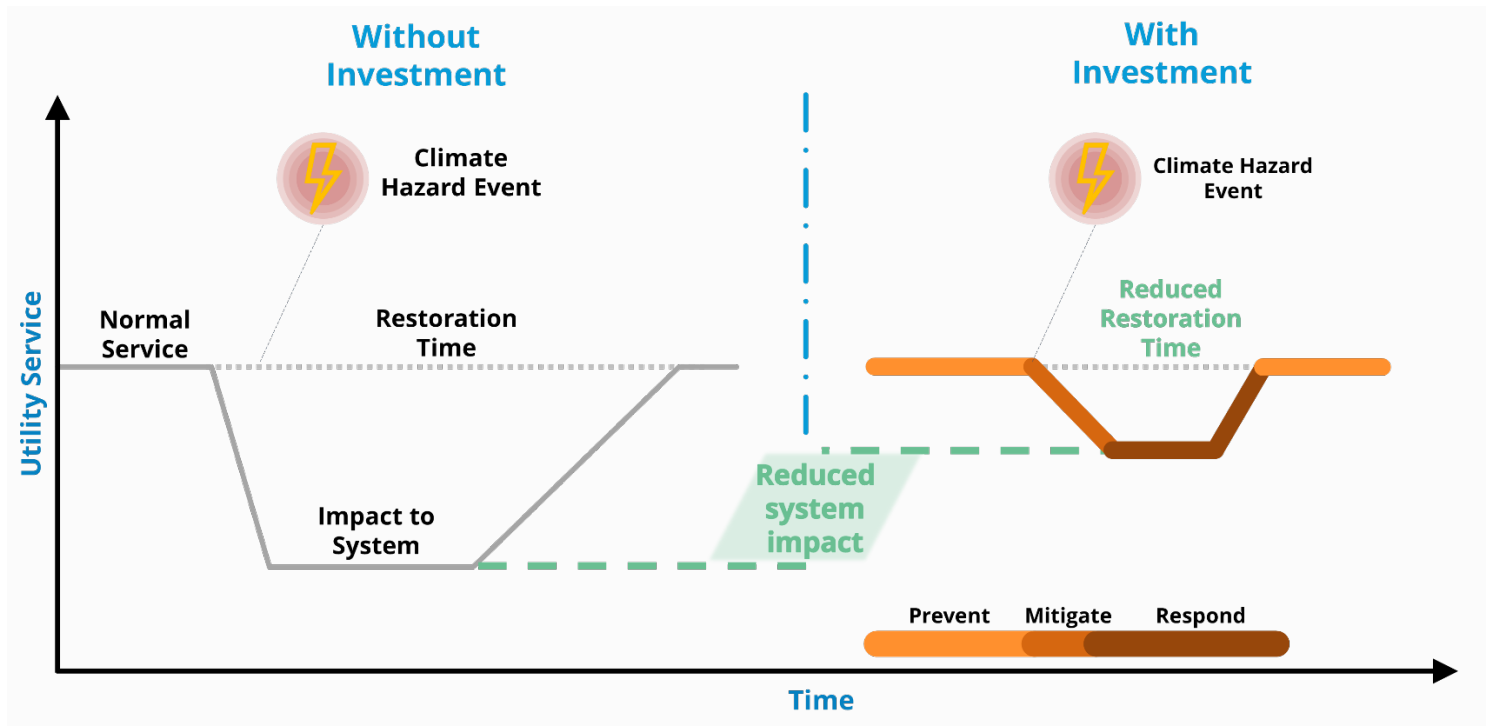 Without
Investment
With
Investment
Climate
Hazard Event
Climate Hazard
Event
Utility Service
Normal
Service
Restoration
Time
Reduced
Restoration
Time
Impact to
System
Reduced
system
impact
Prevent
Mitigate
Respond
Time